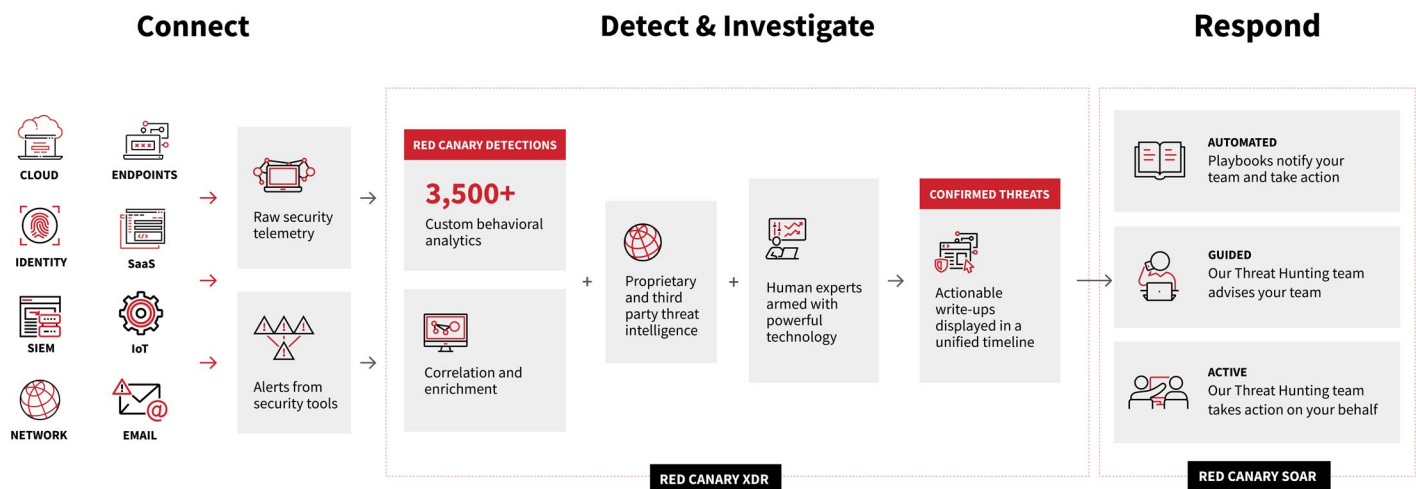 Connect
Detect & Investigate
Respond
CLOUD
ENDPOINTS
IDENTITY
SaaS
</>
SIEM
IoT
NETWORK
@
EMAIL
Raw security
telemetry
Alerts from
security tools
RED CANARY DETECTIONS
3,500+
Custom behavioral
analytics
Correlation and
enrichment
+
Proprietary
and third
party threat
intelligence
+
Human experts
armed with
powerful
technology
CONFIRMED THREATS
</>
Actionable
write-ups
displayed in a
unified timeline
RED CANARY XDR
AUTOMATED
Playbooks notify your
team and take action
GUIDED
Our Threat Hunting team
advises your team
ACTIVE
Our Threat Hunting team
takes action on your behalf
RED CANARY SOAR